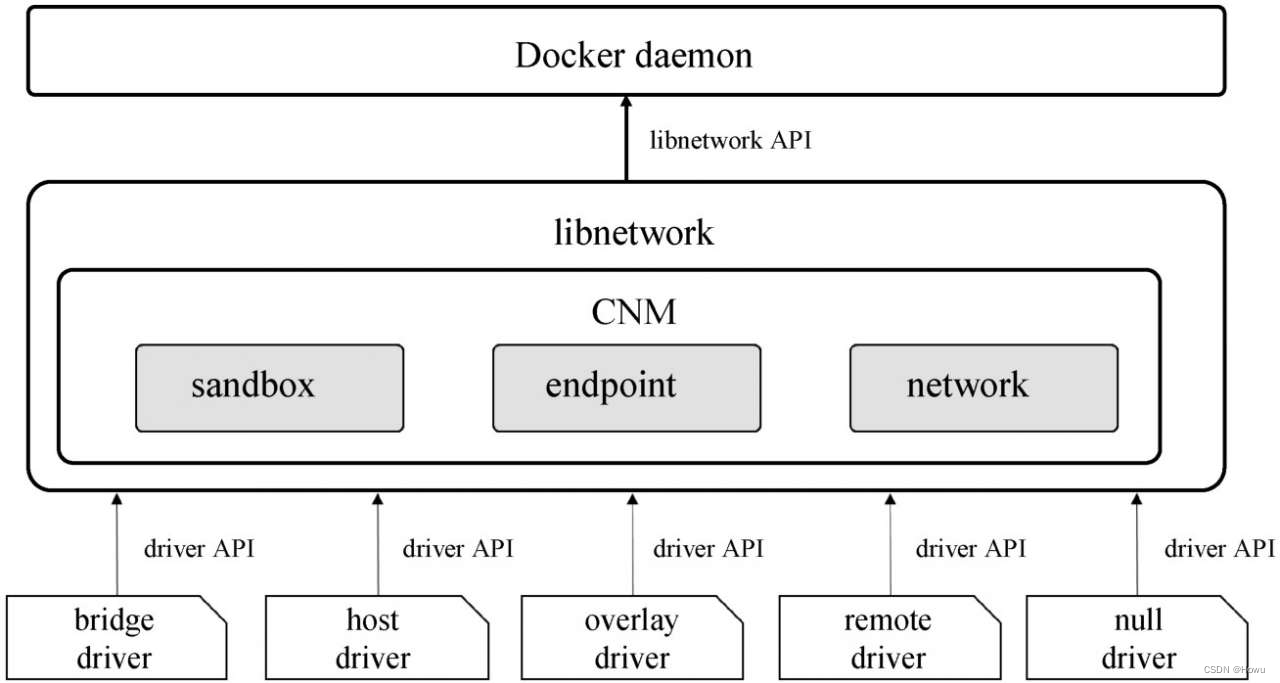 Docker daemon
libnetwork API
libnetwork
CNM
sandbox endpoint network
driver API driver API driver API driver API driver API
bridge
driver
host
driver
overlay
driver
remote
driver
null
driver
CSDN @Howu